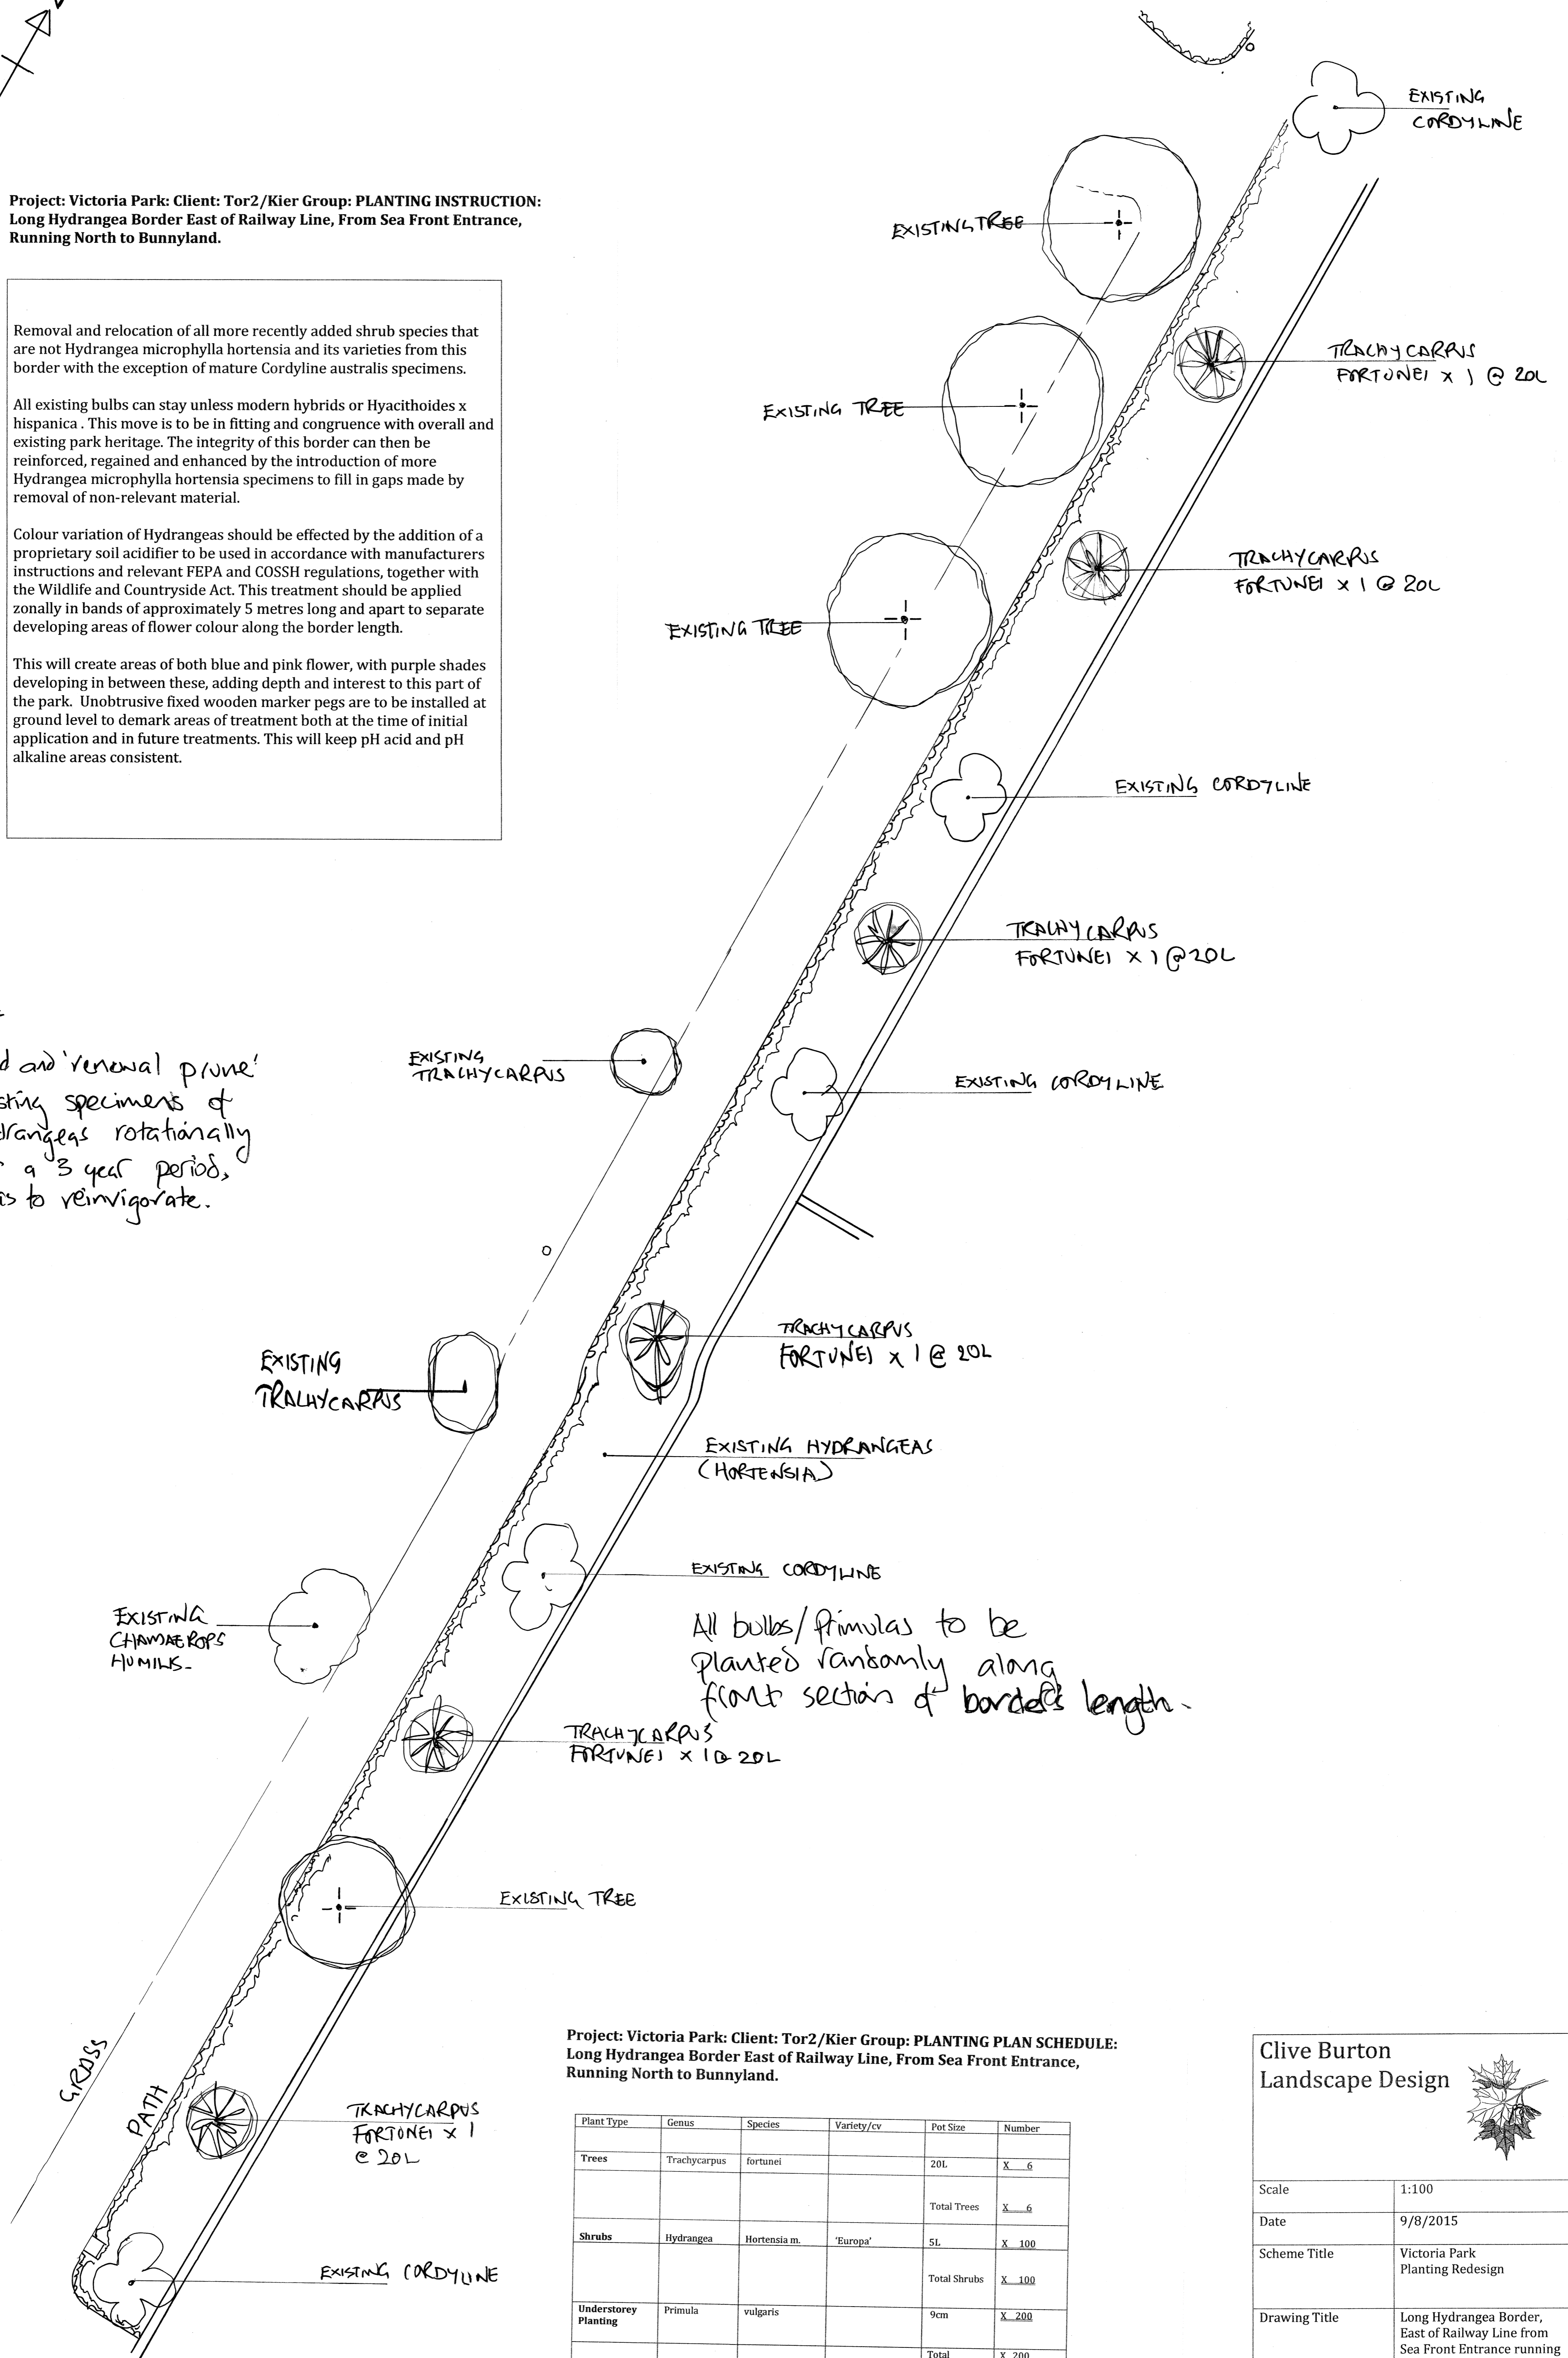 Project: Victoria Park: Client: Tor2/Kier Group: PLANTING INSTRUCTION:
Long Hydrangea Border East of Railway Line, From Sea Front Entrance,
Running North to Bunnyland.
Removal and relocation of all more recently added shrub species that
are not Hydrangea microphylla hortensia and its varieties from this
border with the exception of mature Cordyline australis specimens.
All existing bulbs can stay unless modern hybrids or Hyacithoides x
hispanica . This move is to be in fitting and congruence with overall and
existing park heritage. The integrity of this border can then be
reinforced, regained and enhanced by the introduction of more
Hydrangea microphylla hortensia specimens to fill in gaps made by
removal of non-relevant material.
Colour variation of Hydrangeas should be effected by the addition of a
proprietary soil acidifier to be used in accordance with manufacturers
instructions and relevant FEPA and COSSH regulations, together with
the Wildlife and Countryside Act. This treatment should be applied
zonally in bands of approximately 5 metres long and apart to separate
developing areas of flower colour along the border length.
This will create areas of both blue and pink flower, with purple shades
developing in between these, adding depth and interest to this part of
the park. Unobtrusive fixed wooden marker pegs are to be installed at
ground level to demark areas of treatment both at the time of initial
application and in future treatments. This will keep pH acid and pH
alkaline areas consistent.
EXISTING
CORDYLINE
EXISTING TREE
TRACHYCARPUS
FORTUNEI x 1 @ 20L
EXISTING TREE
TRACHYCARPUS
FORTUNEI x 1 @ 20L
EXISTING TREE
EXISTING CORDYLINE
TRACHYCARPUS
FORTUNEI x 1 @ 20L
EXISTING
TRACHYCARPUS
EXISTING CORDYLINE
and 'renewal prune'
specimens of
rotationally
a 3 year period,
to reinvigorate.
TRACHYCARPUS
FORTUNEI x 1 @ 20L
EXISTING
TRACHYCARPUS
EXISTING HYDRANGEAS
(HORTENSIA)
EXISTING CORDYLINE
EXISTING
CHAMAEROPS
HUMILIS
All bulbs/primulas to be
planted randomly along
front section of border's length.
TRACHYCARPUS
FORTUNEI x 1 @ 20L
EXISTING TREE
GRASS
PATH
TRACHYCARPUS
FORTUNEI x 1
@ 20L
EXISTING CORDYLINE
Project: Victoria Park: Client: Tor2/Kier Group: PLANTING PLAN SCHEDULE:
Long Hydrangea Border East of Railway Line, From Sea Front Entrance,
Running North to Bunnyland.
Plant Type Genus Species Variety/cv Pot Size Number
Trees Trachycarpus fortunei 20L X 6
Total Trees X 6
Shrubs Hydrangea Hortensia m. 'Europa' 5L X 100
Total Shrubs X 100
Understorey Primula vulgaris 9cm X 200
Planting
Total X 200
Clive Burton
Landscape Design
Scale 1:100
Date 9/8/2015
Scheme Title Victoria Park
Planting Redesign
Drawing Title Long Hydrangea Border,
East of Railway Line from
Sea Front Entrance running